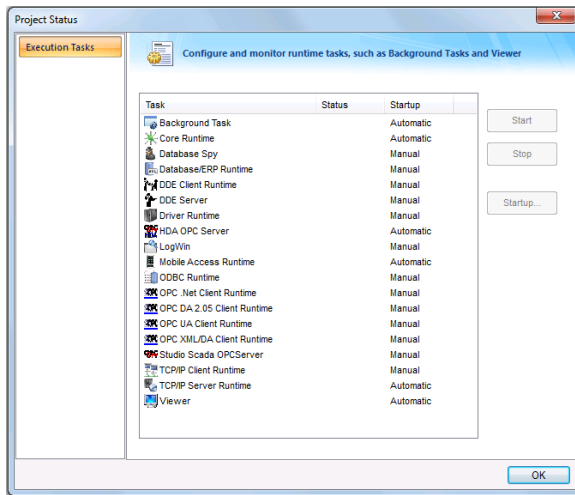 Project Status
Execution Tasks
Configure and monitor runtime tasks, such as Background Tasks and Viewer
Task Status Startup
Background Task Automatic
Core Runtime Automatic
Database Spy Manual
Database/ERP Runtime Manual
DDE Client Runtime Manual
DDE Server Manual
Driver Runtime Manual
HDA OPC Server Automatic
LogWin Manual
Mobile Access Runtime Automatic
ODBC Runtime Manual
OPC .Net Client Runtime Manual
OPC DA 2.05 Client Runtime Manual
OPC UA Client Runtime Manual
OPC XML/DA Client Runtime Manual
Studio Scada OPCServer Manual
TCP/IP Client Runtime Manual
TCP/IP Server Runtime Automatic
Viewer Automatic
Start
Stop
Startup...
OK